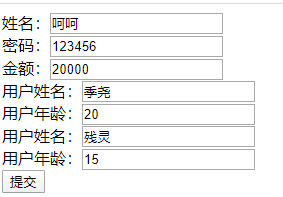 姓名：呵呵
密码：123456
金额：20000
用户姓名：季尧
用户年龄：20
用户姓名：残灵
用户年龄：15
提交